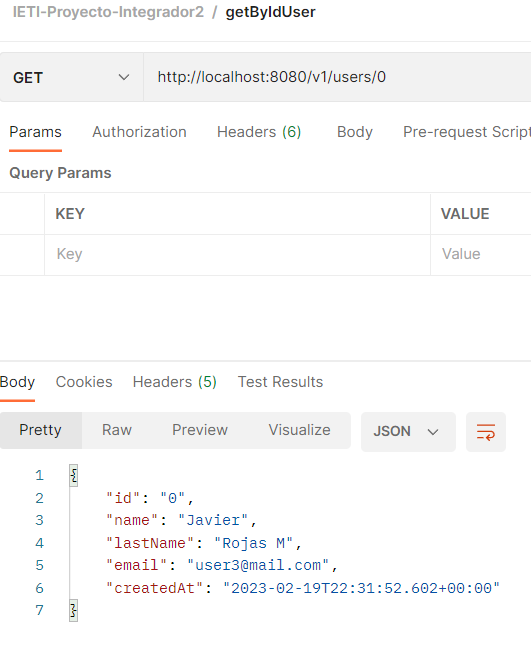 IETI-Proyecto-Integrador2 / getByIdUser
GET http://localhost:8080/v1/users/0
Params Authorization Headers (6) Body Pre-request Script
Query Params
KEY VALUE
Key Value
Body Cookies Headers (5) Test Results
Pretty Raw Preview Visualize JSON
1 {
2 "id": "0",
3 "name": "Javier",
4 "lastName": "Rojas M",
5 "email": "user3@mail.com",
6 "createdAt": "2023-02-19T22:31:52.602+00:00"
7 }